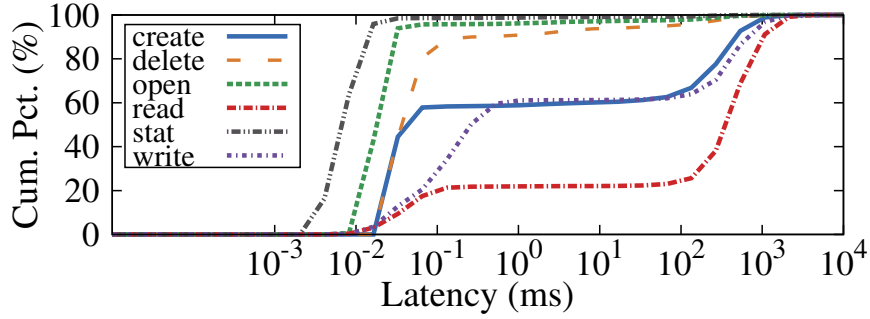 Cum. Pct. (%)
100
80
60
40
20
0
create
delete
open
read
stat
write
10^-3 10^-2 10^-1 10^0 10^1 10^2 10^3 10^4
Latency (ms)